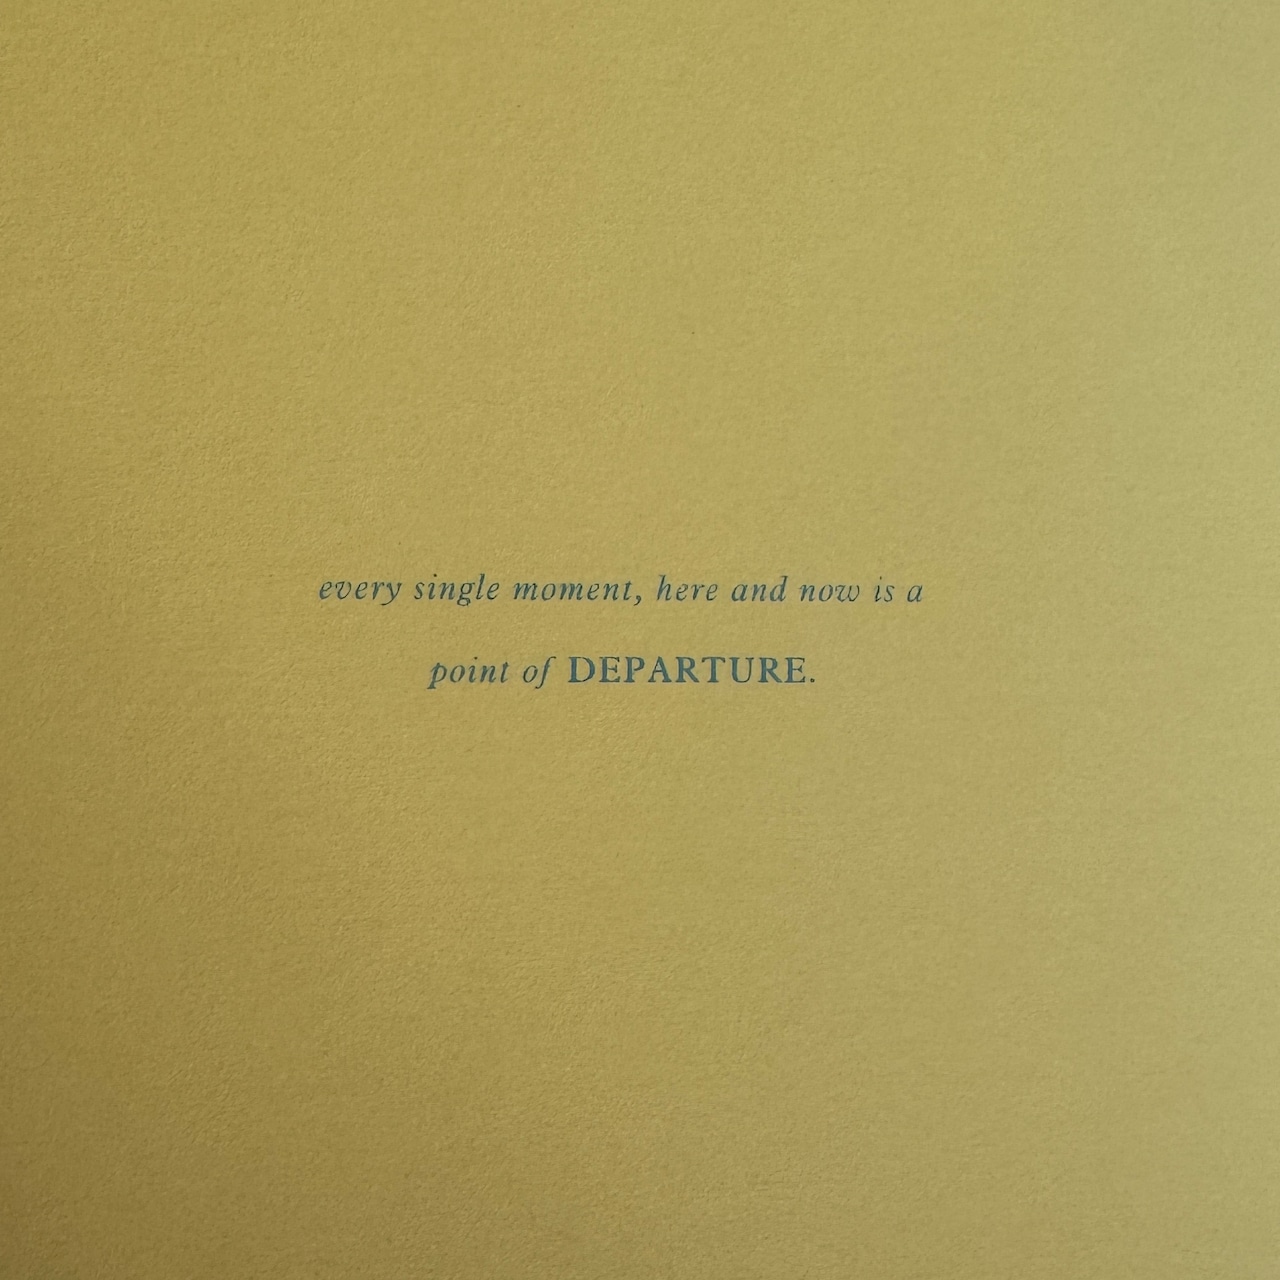 every single moment, here and now is a
point of DEPARTURE.